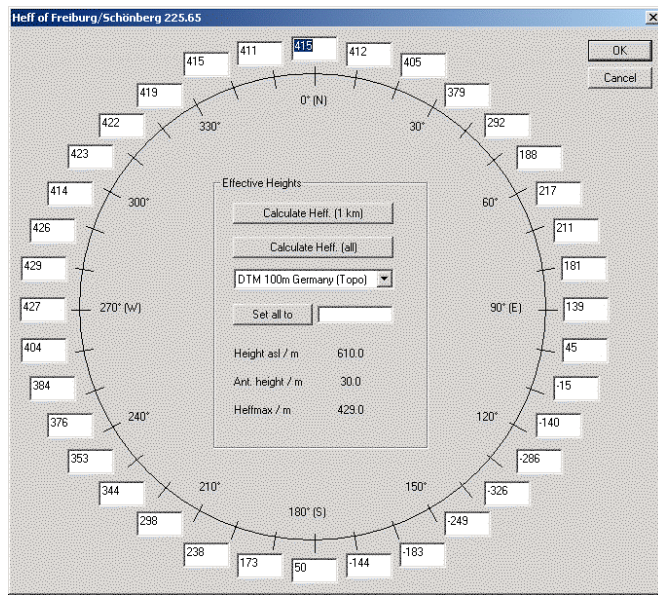 Heff of Freiburg/Schönberg 225.65
415
411 412
415 405
OK
419 379
Cancel
0° (N)
422 292
330° 30°
423 188
Effective Heights
414 217
300° 60°
Calculate Heff. (1 km)
426 211
Calculate Heff. (all)
429 181
DTM 100m Germany (Topo)
427 270° (W) 90° (E) 139
Set all to
404 45
Height asl / m 610.0
384 -15
Ant. height / m 30.0
Heffmax / m 429.0
376 240° 120° -140
353 -286
344 210° 150° -326
180° (S)
298 -249
238 -183
173 -144
50